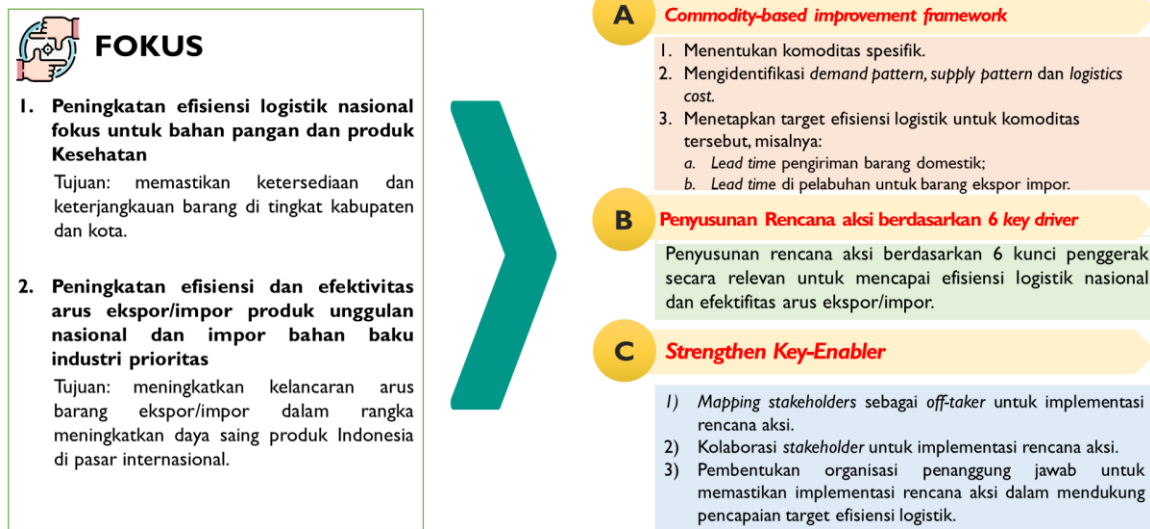 FOKUS
1. Peningkatan efisiensi logistik nasional
fokus untuk bahan pangan dan produk
Kesehatan
Tujuan: memastikan ketersediaan dan
keterjangkauan barang di tingkat kabupaten
dan kota.
2. Peningkatan efisiensi dan efektivitas
arus ekspor/impor produk unggulan
nasional dan impor bahan baku
industri prioritas
Tujuan: meningkatkan kelancaran arus
barang ekspor/impor dalam rangka
meningkatkan daya saing produk Indonesia
di pasar internasional.
A Commodity-based improvement framework
1. Menentukan komoditas spesifik.
2. Mengidentifikasi demand pattern, supply pattern dan logistics
cost.
3. Menetapkan target efisiensi logistik untuk komoditas
tersebut, misalnya:
a. Lead time pengiriman barang domestik;
b. Lead time di pelabuhan untuk barang ekspor impor.
B Penyusunan Rencana aksi berdasarkan 6 key driver
Penyusunan rencana aksi berdasarkan 6 kunci penggerak
secara relevan untuk mencapai efisiensi logistik nasional
dan efektifitas arus ekspor/impor.
C Strengthen Key-Enabler
1) Mapping stakeholders sebagai off-taker untuk implementasi
rencana aksi.
2) Kolaborasi stakeholder untuk implementasi rencana aksi.
3) Pembentukan organisasi penanggung jawab untuk
memastikan implementasi rencana aksi dalam mendukung
pencapaian target efisiensi logistik.